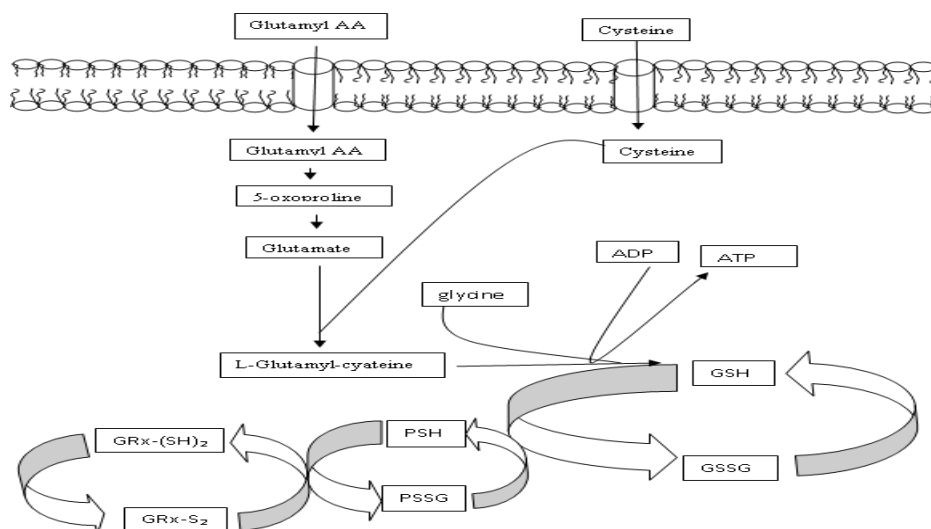 Glutamyl AA
Cysteine
Glutamyl AA
Cysteine
5-oxoproline
Glutamate
ADP
ATP
glycine
L-Glutamyl-cyateine
GSH
GRx-(SH)₂
PSH
GSSG
PSSG
GRx-S₂